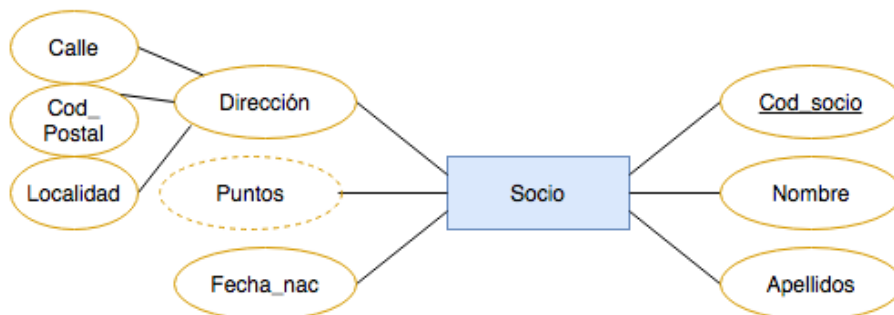 Calle
Cod_
Postal
Localidad
Dirección
Puntos
Fecha_nac
Socio
Cod_socio
Nombre
Apellidos